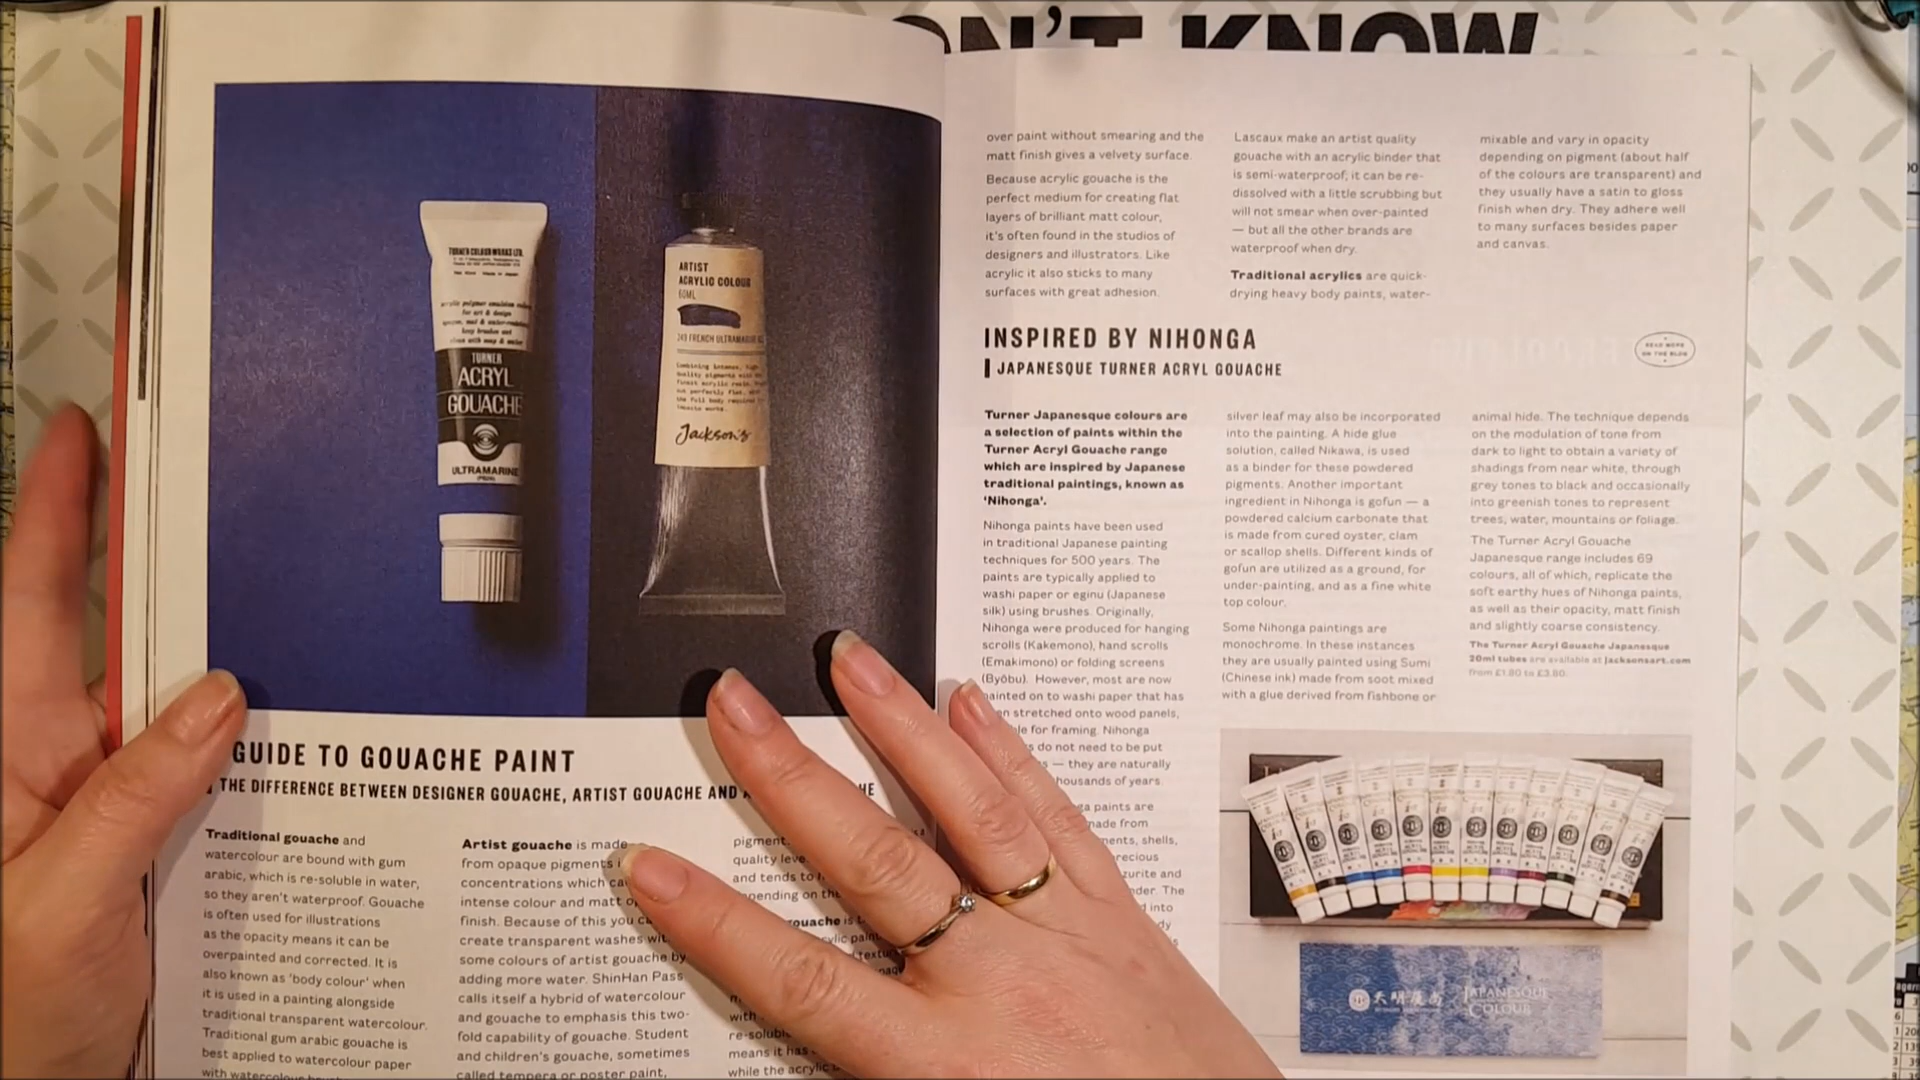 ON'T KNOW
TURNER COLOUR WORKS LTD.
acrylic polymer emulsion colour
for art & design
TURNER
ACRYL
GOUACHE
ULTRAMARINE
ARTIST
ACRYLIC COLOUR
60ML
349 FRENCH ULTRAMARINE
Jackson's
GUIDE TO GOUACHE PAINT
THE DIFFERENCE BETWEEN DESIGNER GOUACHE, ARTIST GOUACHE AND
Traditional gouache and
watercolour are bound with gum
arabic, which is re-soluble in water,
so they aren't waterproof. Gouache
is often used for illustrations
as the opacity means it can be
overpainted and corrected. It is
also known as 'body colour' when
it is used in a painting alongside
traditional transparent watercolour.
Traditional gum arabic gouache is
best applied to watercolour paper
with watercolour
Artist gouache is made
from opaque pigments
concentrations which
intense colour and matt
finish. Because of this you
create transparent washes
some colours of artist gouache by
adding more water. ShinHan Pass
calls itself a hybrid of watercolour
and gouache to emphasis this two-
fold capability of gouache. Student
and children's gouache, sometimes
called tempera or poster paint,
pigment
quality
and tends to
depending on the
gouache is
with
re-soluble
means it has
while the acrylic
over paint without smearing and the
matt finish gives a velvety surface.
Because acrylic gouache is the
perfect medium for creating flat
layers of brilliant matt colour,
it's often found in the studios of
designers and illustrators. Like
acrylic it also sticks to many
surfaces with great adhesion.
Lascaux make an artist quality
gouache with an acrylic binder that
is semi-waterproof; it can be re-
dissolved with a little scrubbing but
will not smear when over-painted
— but all the other brands are
waterproof when dry.
Traditional acrylics are quick-
drying heavy body paints, water-
mixable and vary in opacity
depending on pigment (about half
of the colours are transparent) and
they usually have a satin to gloss
finish when dry. They adhere well
to many surfaces besides paper
and canvas.
INSPIRED BY NIHONGA
JAPANESQUE TURNER ACRYL GOUACHE
READ MORE
ON THE BLOG
Turner Japanesque colours are
a selection of paints within the
Turner Acryl Gouache range
which are inspired by Japanese
traditional paintings, known as
'Nihonga'.
Nihonga paints have been used
in traditional Japanese painting
techniques for 500 years. The
paints are typically applied to
washi paper or eginu (Japanese
silk) using brushes. Originally,
Nihonga were produced for hanging
scrolls (Kakemono), hand scrolls
(Emakimono) or folding screens
(Byōbu). However, most are now
painted on to washi paper that has
stretched onto wood panels,
for framing. Nihonga
do not need to be put
— they are naturally
thousands of years.
paints are
made from
shells,
precious
azurite and
The
into
silver leaf may also be incorporated
into the painting. A hide glue
solution, called Nikawa, is used
as a binder for these powdered
pigments. Another important
ingredient in Nihonga is gofun — a
powdered calcium carbonate that
is made from cured oyster, clam
or scallop shells. Different kinds of
gofun are utilized as a ground, for
under-painting, and as a fine white
top colour.
Some Nihonga paintings are
monochrome. In these instances
they are usually painted using Sumi
(Chinese ink) made from soot mixed
with a glue derived from fishbone or
animal hide. The technique depends
on the modulation of tone from
dark to light to obtain a variety of
shadings from near white, through
grey tones to black and occasionally
into greenish tones to represent
trees, water, mountains or foliage.
The Turner Acryl Gouache
Japanesque range includes 69
colours, all of which, replicate the
soft earthy hues of Nihonga paints,
as well as their opacity, matt finish
and slightly coarse consistency.
The Turner Acryl Gouache Japanesque
20ml tubes are available at jacksonsart.com
from £1.80 to £3.80.
JAPANESQUE
COLOUR